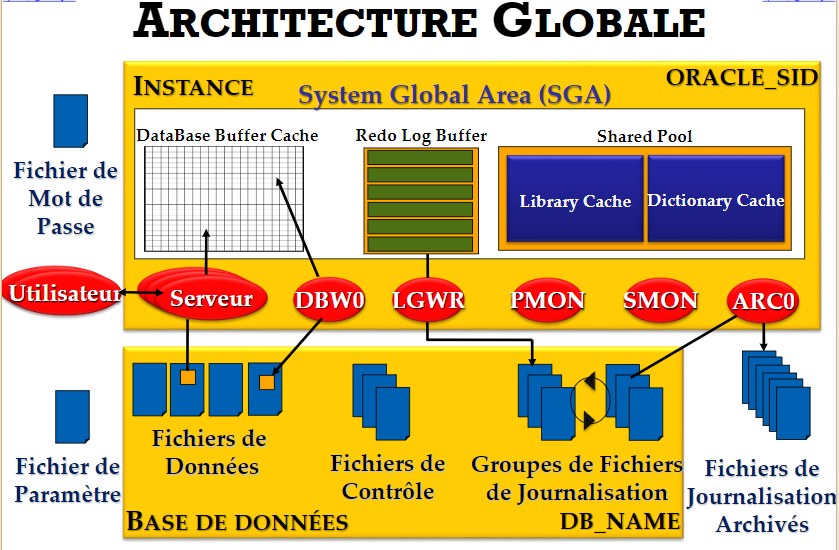 ARCHITECTURE GLOBALE
INSTANCE
ORACLE_SID
System Global Area (SGA)
DataBase Buffer Cache
Redo Log Buffer
Shared Pool
Library Cache
Dictionary Cache
Fichier de
Mot de
Passe
Utilisateur
Serveur
DBW0
LGWR
PMON
SMON
ARC0
Fichiers de
Données
Fichiers de
Contrôle
Groupes de Fichiers
de Journalisation
Fichier de
Paramètre
Fichiers de
Journalisation
Archivés
BASE DE DONNÉES
DB_NAME